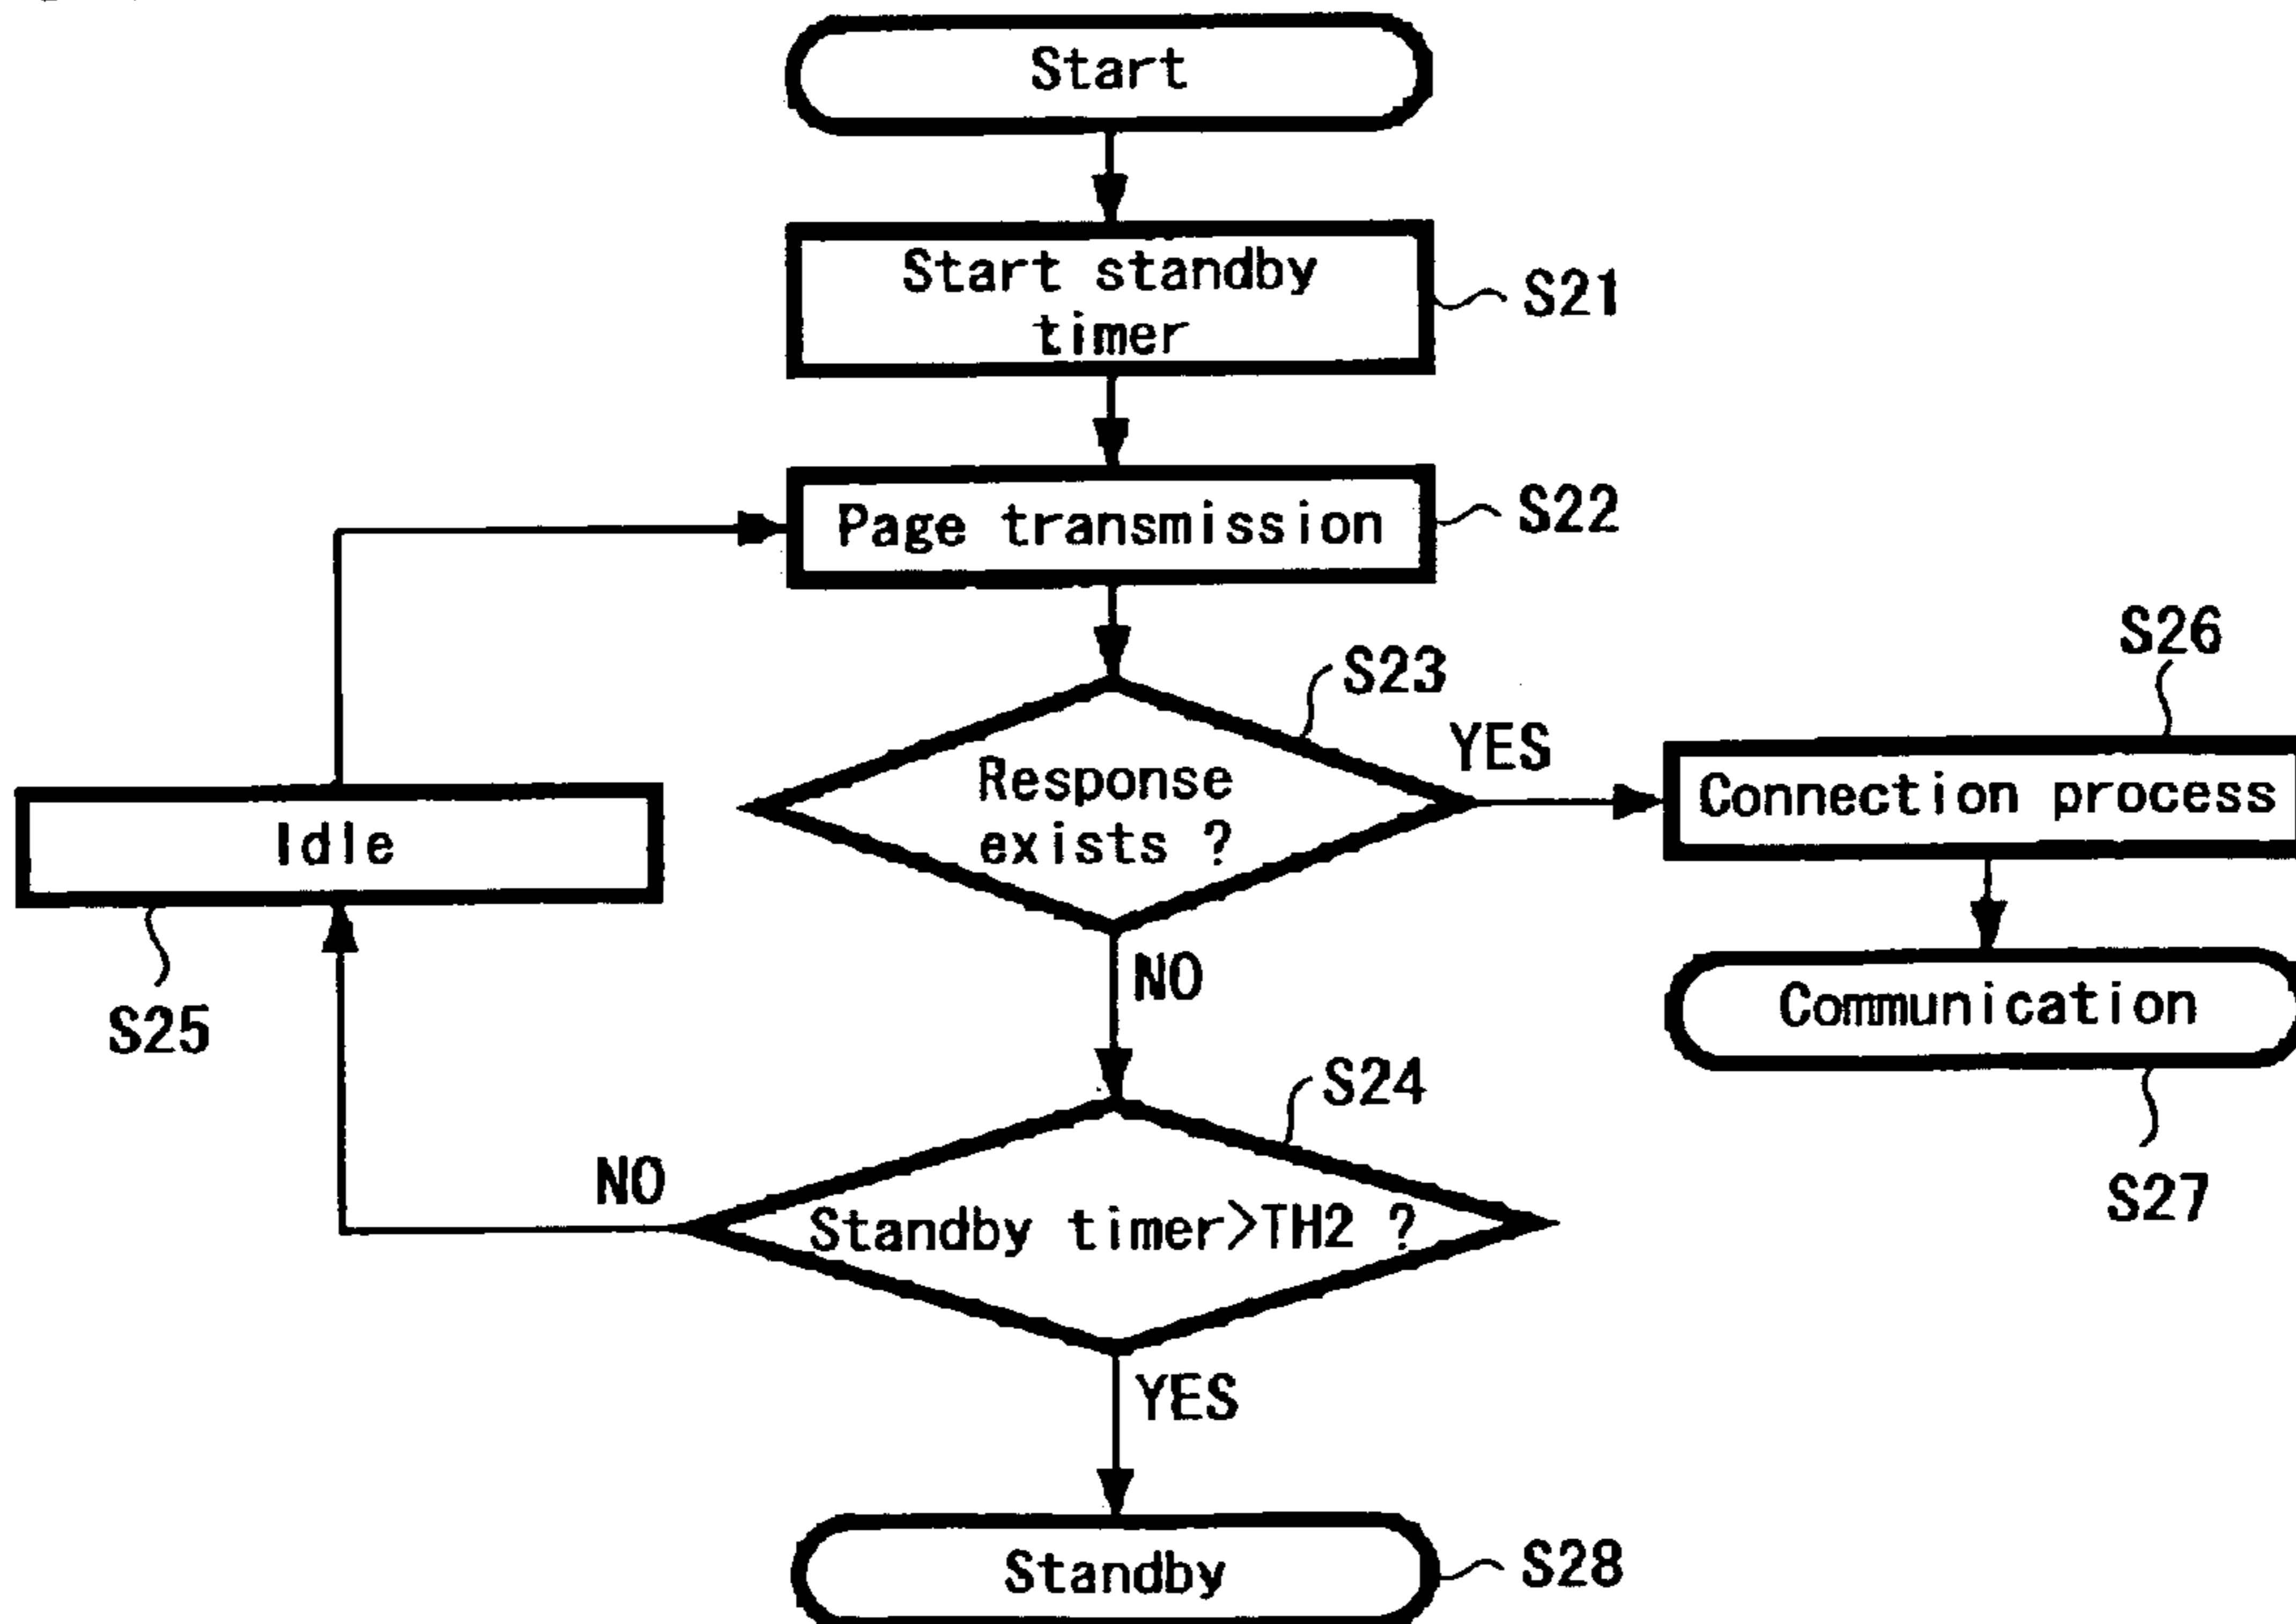 Start
Start standby
timer
S21
Page transmission
S22
S23
S26
Response
exists ?
YES
Connection process
Idle
S25
NO
Communication
S27
S24
NO
Standby timer>TH2 ?
YES
Standby
S28